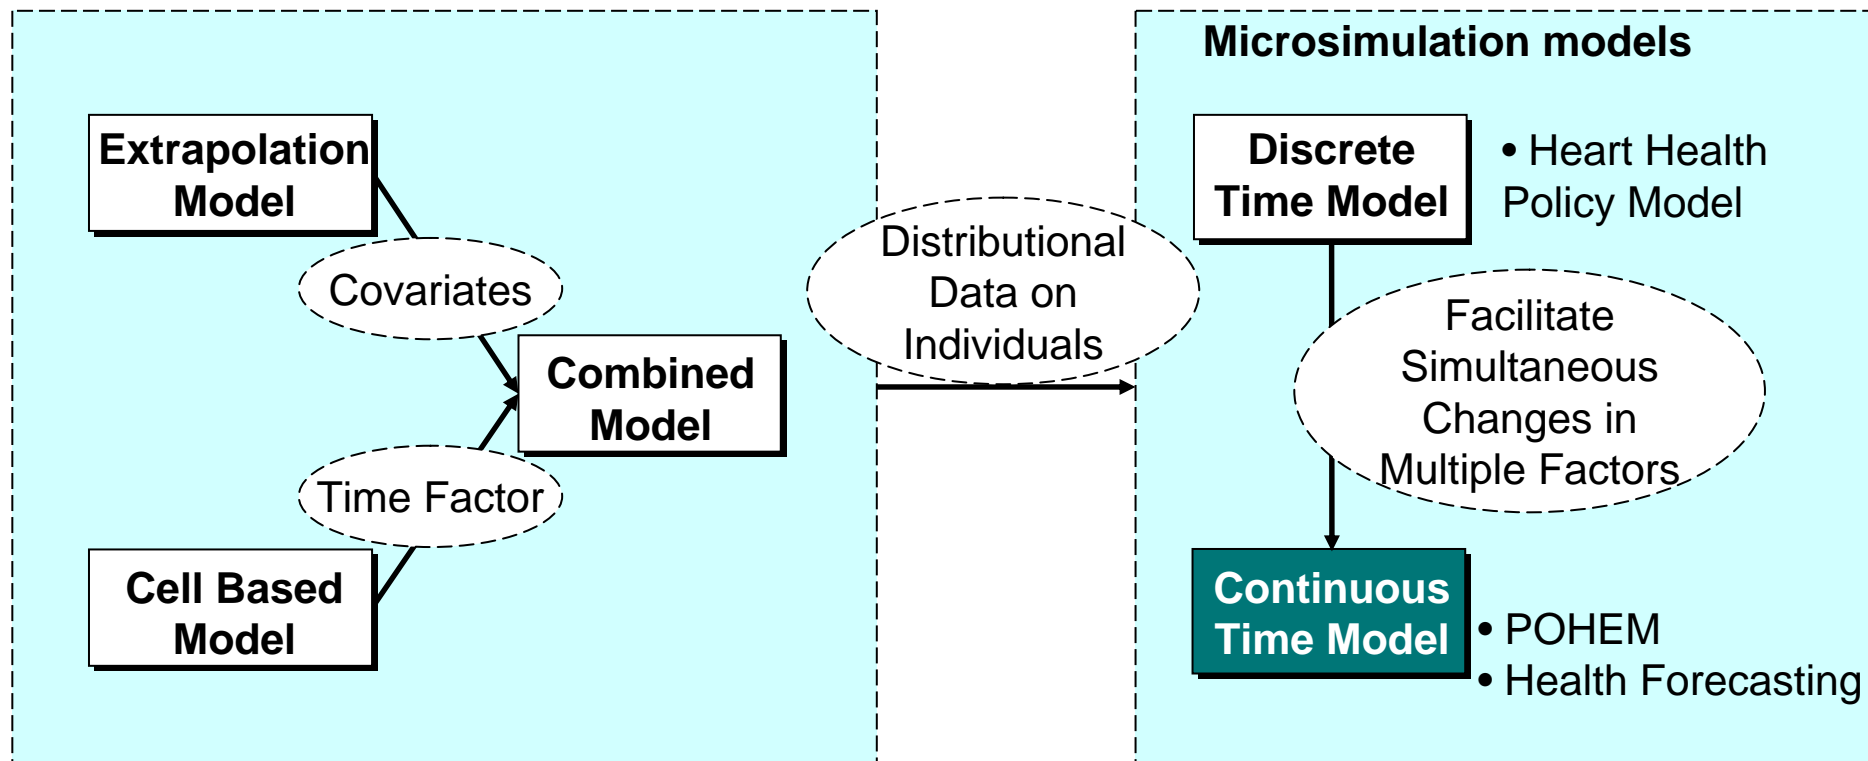 Extrapolation
Model
Covariates
Combined
Model
Time Factor
Cell Based
Model
Distributional
Data on
Individuals
Microsimulation models
Discrete
Time Model
• Heart Health
Policy Model
Facilitate
Simultaneous
Changes in
Multiple Factors
Continuous
Time Model
• POHEM
• Health Forecasting